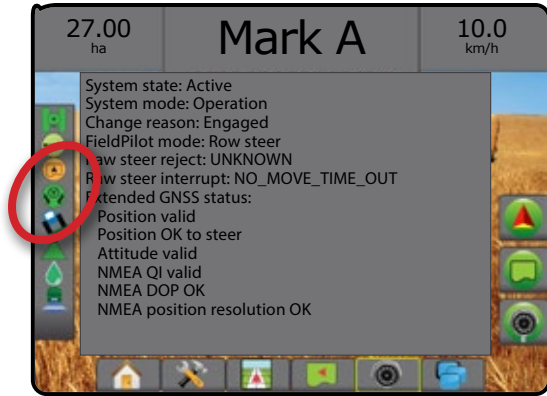 27.00
ha
Mark A
10.0
km/h
System state: Active
System mode: Operation
Change reason: Engaged
FieldPilot mode: Row steer
aw steer reject: UNKNOWN
R w steer interrupt: NO_MOVE_TIME_OUT
Extended GNSS status:
Position valid
Position OK to steer
Attitude valid
NMEA QI valid
NMEA DOP OK
NMEA position resolution OK